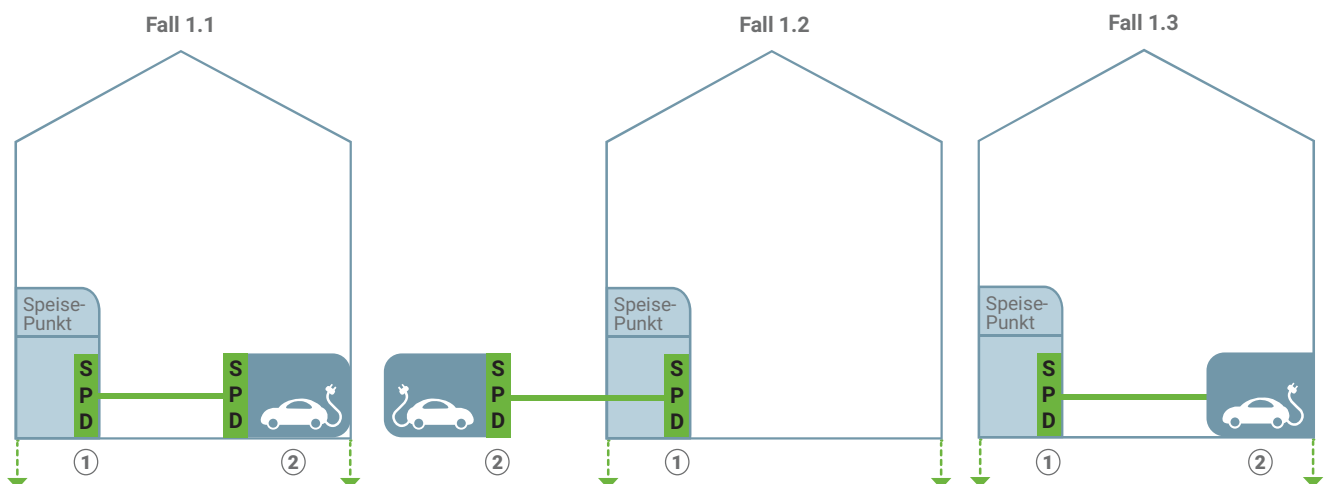 Fall 1.1
Fall 1.2
Fall 1.3
Speise-
Punkt
S
P
D
S
P
D
①
②
S
P
D
Speise-
Punkt
S
P
D
②
①
Speise-
Punkt
S
P
D
①
②